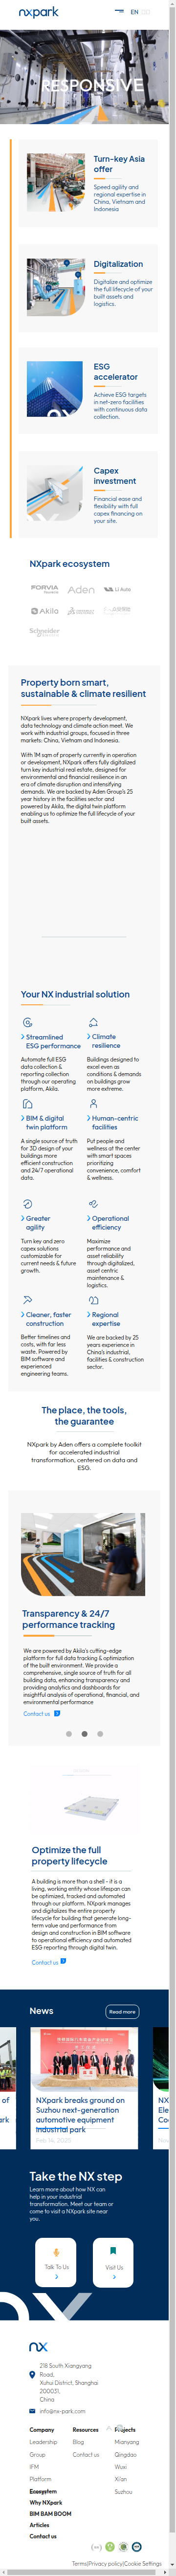 nxpark
EN
RESPONSIVE
Turn-key Asia
offer
Speed agility and
regional expertise in
China, Vietnam and
Indonesia
Digitalization
Digitalize and optimize
the full lifecycle of your
built assets and
logistics.
ESG
accelerator
Achieve ESG targets
in net-zero facilities
with continuous data
collection.
Capex
investment
Financial ease and
flexibility with full
capex financing on
your site.
NXpark ecosystem
FORVIA
Aden
Li Auto
Akila
Schneider
Property born smart,
sustainable & climate resilient
NXpark lives where property development,
data technology and climate action meet. We
work with industrial groups, focused in three
markets: China, Vietnam and Indonesia.
With 1M sqm of property currently in operation
or development, NXpark offers fully digitalized
turn key industrial real estate, designed for
environmental and financial resilience in an
era of climate disruption and intensifying
demands. We are backed by Aden Group's 25
year history in the facilities sector and
powered by Akila, the digital twin platform
enabling us to optimize the full lifecycle of your
built assets.
Your NX industrial solution
Streamlined
ESG performance
Automate full ESG
data collection &
reporting collection
through our operating
platform, Akila.
Climate
resilience
Buildings designed to
excel even as
conditions & demands
on buildings grow
more extreme.
BIM & digital
twin platform
A single source of truth
for 3D design of your
buildings more
efficient construction
and 24/7 operational
data.
Human-centric
facilities
Put people and
wellness at the center
with smart spaces
prioritizing
convenience, comfort
& wellness.
Greater
agility
Turn key and zero
capex solutions
customizable for
current needs & future
growth.
Operational
efficiency
Maximize
performance and
asset reliability
through digitalized,
asset centric
maintenance &
logistics.
Cleaner, faster
construction
Better timelines and
costs, with far less
waste. Powered by
BIM software and
experienced
engineering teams.
Regional
expertise
We are backed by 25
years experience in
China's industrial,
facilities & construction
sector.
The place, the tools,
the guarantee
NXpark by Aden offers a complete toolkit
for accelerated industrial
transformation, centered on data and
ESG.
Transparency & 24/7
performance tracking
We are powered by Akila's cutting-edge
platform for full data tracking & optimization
of the built environment. We provide a
comprehensive, single source of truth for all
building data, enhancing transparency and
providing analytics and dashboards for
insightful analysis of operational, financial, and
environmental performance
Contact us
Optimize the full
property lifecycle
A building is more than a shell - it is a
living, working entity whose lifespan can
be optimized, tracked and automated
through our platform. NXpark manages
and digitalizes the entire property
lifecycle for building that generate long-
term value and perform from
design and construction in BIM software
to operational efficiency and automated
ESG reporting through digital twin.
Contact us
News
Read more
NXpark breaks ground on
Suzhou next-generation
automotive equipment
industrial park
Take the NX step
Learn more about how NX can
help in your industrial
transformation. Meet our team or
come to visit a NXpark site near
you.
Talk To Us
Visit Us
nx
218 South Xiangyang
Road,
Xuhui District, Shanghai
200031,
China
info@nx-park.com
Company
Leadership
Group
IFM
Platform
Ecosystem
Why NXpark
BIM BAM BOOM
Articles
Contact us
Resources
Blog
Contact us
Projects
Mianyang
Qingdao
Wuxi
Xi'an
Suzhou
Terms|Privacy policy|Cookie Settings